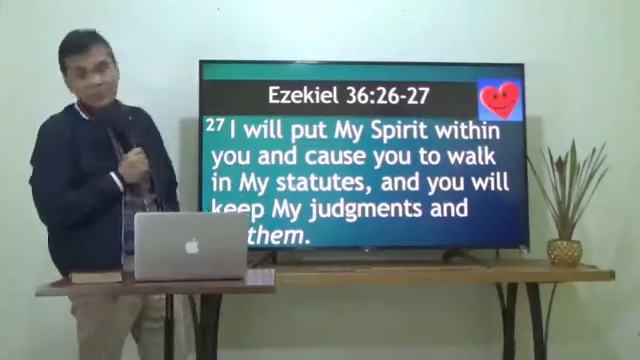 Ezekiel 36:26-27
27 I will put My Spirit within
you and cause you to walk
in My statutes, and you will
keep My judgments and
them.